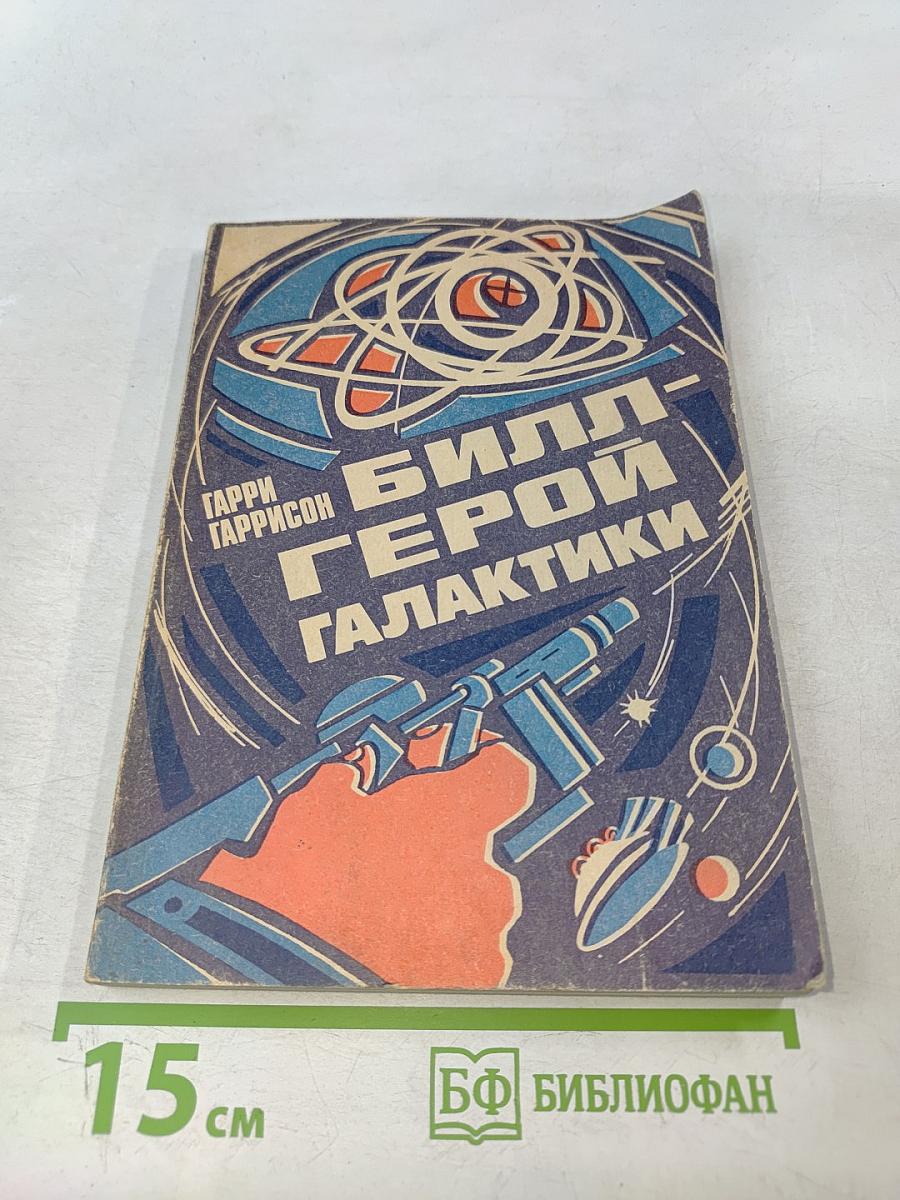 ГАРРИ
ГАРРИСОН
БИЛЛ-
ГЕРОЙ
ГАЛАКТИКИ
15 см
БФ БИБЛИОФАН